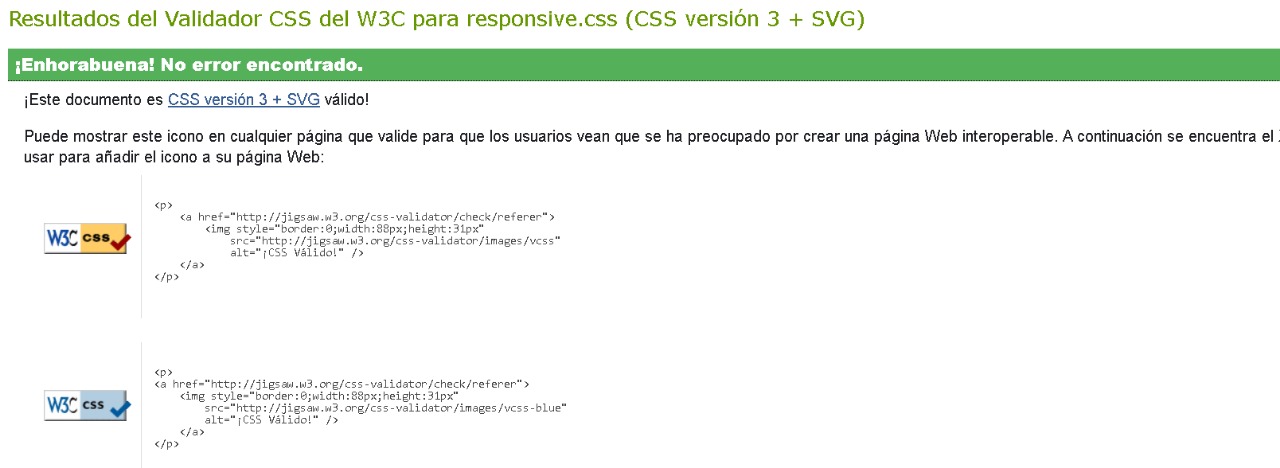 Resultados del Validador CSS del W3C para responsive.css (CSS versión 3 + SVG)
¡Enhorabuena! No error encontrado.
¡Este documento es CSS versión 3 + SVG válido!
Puede mostrar este icono en cualquier página que valide para que los usuarios vean que se ha preocupado por crear una página Web interoperable. A continuación se encuentra el
usar para añadir el icono a su página Web:
W3C css
<p>
<a href="http://jigsaw.w3.org/css-validator/check/referer">
<img style="border:0;width:88px;height:31px"
src="http://jigsaw.w3.org/css-validator/images/vcss"
alt="¡CSS Válido!" />
</a>
</p>
W3C css
<p>
<a href="http://jigsaw.w3.org/css-validator/check/referer">
<img style="border:0;width:88px;height:31px"
src="http://jigsaw.w3.org/css-validator/images/vcss-blue"
alt="¡CSS Válido!" />
</a>
</p>